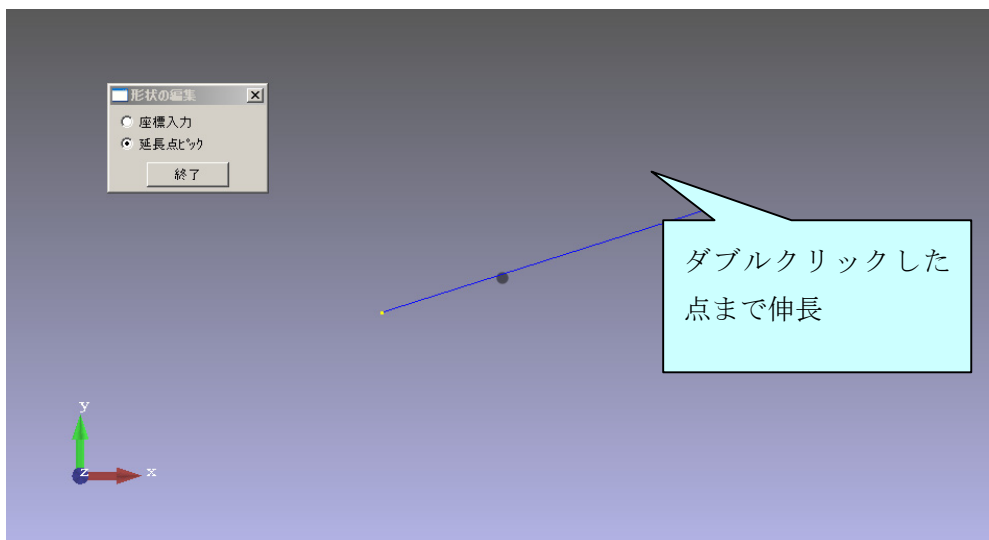 形状の編集
座標入力
延長点ﾋﾟｯｸ
終了
ダブルクリックした
点まで伸長
y
z
x